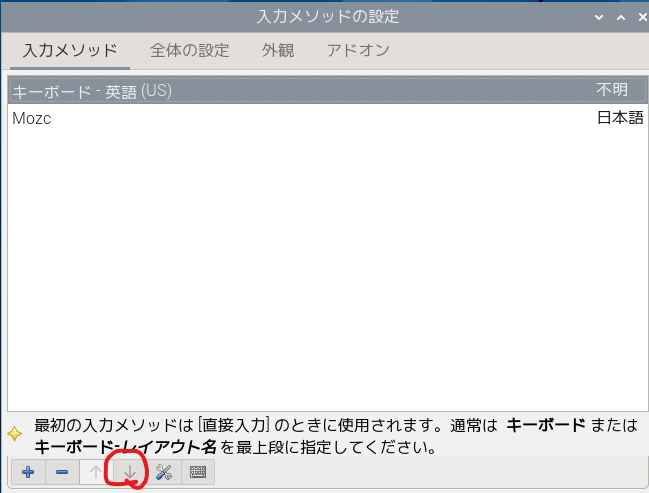 入力メソッドの設定
入力メソッド 全体の設定 外観 アドオン
キーボード - 英語 (US) 不明
Mozc 日本語
最初の入力メソッドは [直接入力] のときに使用されます。通常は キーボード または
キーボード-レイアウト名 を最上段に指定してください。